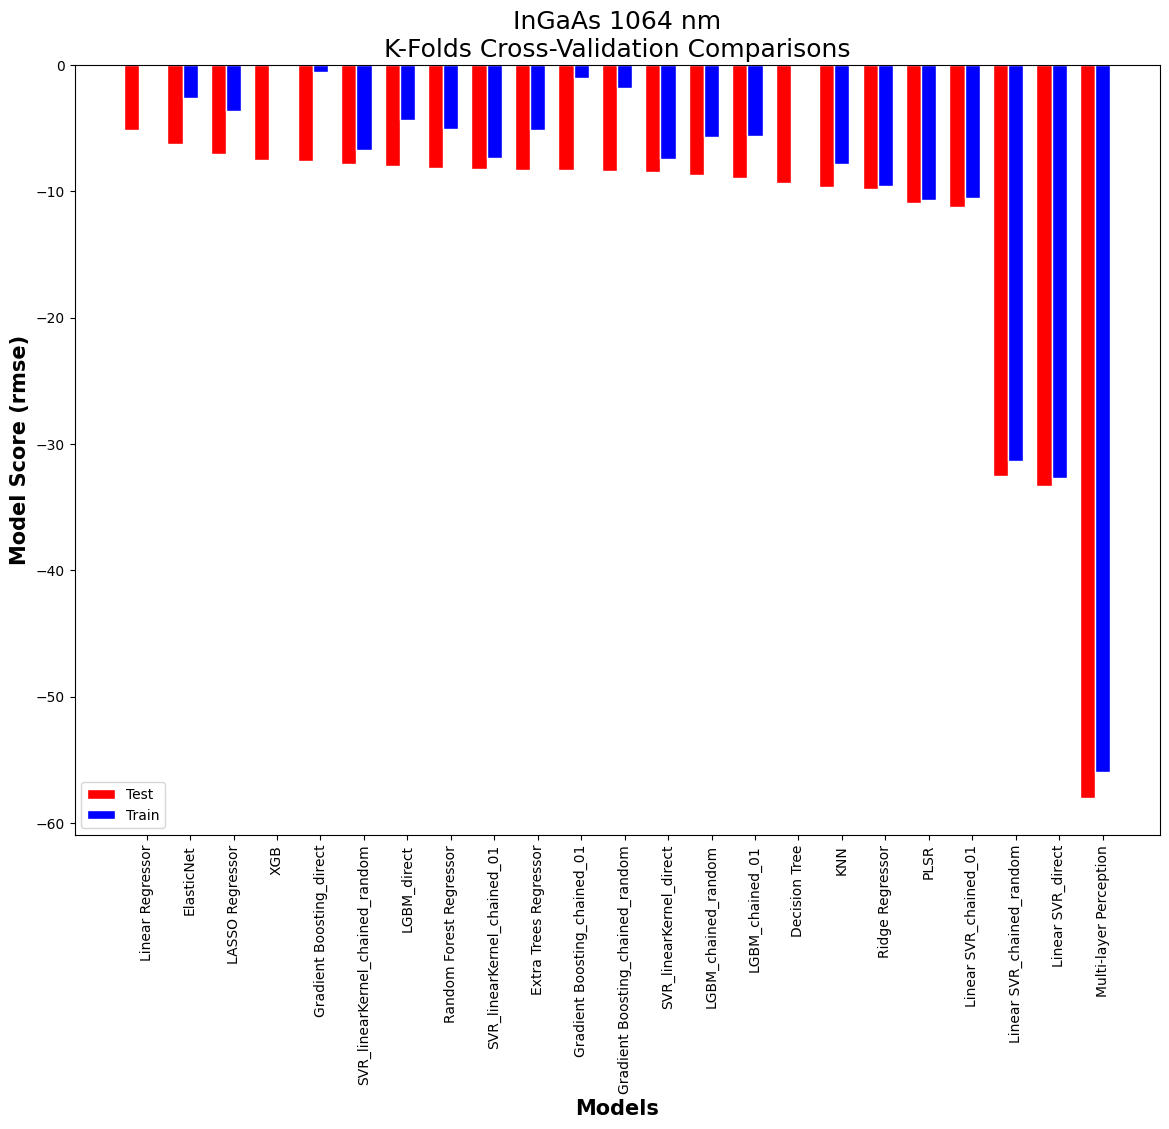 InGaAs 1064 nm
K-Folds Cross-Validation Comparisons
Model Score (rmse)
0
−10
−20
−30
−40
−50
−60
Test
Train
Linear Regressor
ElasticNet
LASSO Regressor
XGB
Gradient Boosting_direct
SVR_linearKernel_chained_random
LGBM_direct
Random Forest Regressor
SVR_linearKernel_chained_01
Extra Trees Regressor
Gradient Boosting_chained_01
Gradient Boosting_chained_random
SVR_linearKernel_direct
LGBM_chained_random
LGBM_chained_01
Decision Tree
KNN
Ridge Regressor
PLSR
Linear SVR_chained_01
Linear SVR_chained_random
Linear SVR_direct
Multi-layer Perception
Models